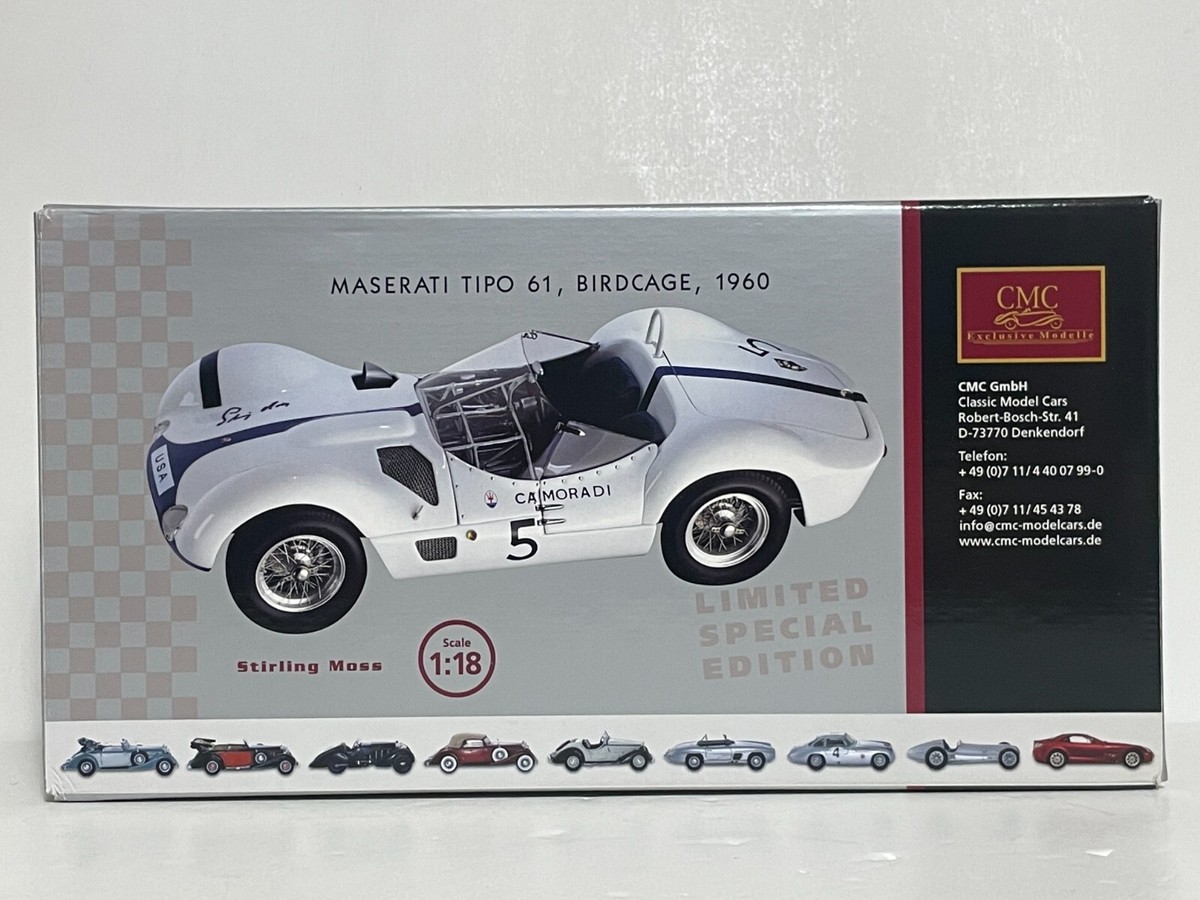 MASERATI TIPO 61, BIRDCAGE, 1960
5
USA
CAMORADI
5
Stirling Moss
Scale
1:18
LIMITED
SPECIAL
EDITION
CMC
Exclusive Modelle
CMC GmbH
Classic Model Cars
Robert-Bosch-Str. 41
D-73770 Denkendorf
Telefon:
+ 49 (0)7 11/4 40 07 99-0
Fax:
+ 49 (0)7 11/45 43 78
info@cmc-modelcars.de
www.cmc-modelcars.de
4